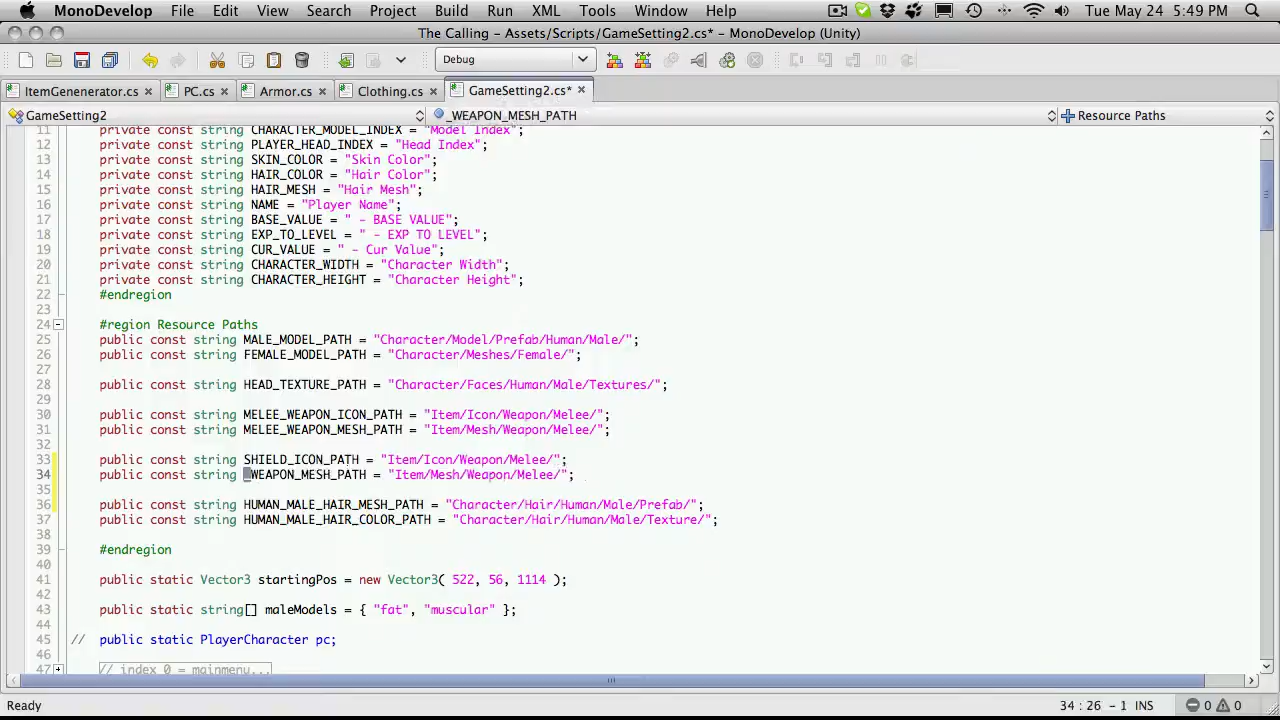 MonoDevelop File Edit View Search Project Build Run XML Tools Window Help Tue May 24 5:49 PM
The Calling - Assets/Scripts/GameSetting2.cs* - MonoDevelop (Unity)
Debug
ItemGenenerator.cs PC.cs Armor.cs Clothing.cs GameSetting2.cs*
GameSetting2 _WEAPON_MESH_PATH Resource Paths
11 private const string CHARACTER_MODEL_INDEX = "Model Index";
12 private const string PLAYER_HEAD_INDEX = "Head Index";
13 private const string SKIN_COLOR = "Skin Color";
14 private const string HAIR_COLOR = "Hair Color";
15 private const string HAIR_MESH = "Hair Mesh";
16 private const string NAME = "Player Name";
17 private const string BASE_VALUE = " - BASE VALUE";
18 private const string EXP_TO_LEVEL = " - EXP TO LEVEL";
19 private const string CUR_VALUE = " - Cur Value";
20 private const string CHARACTER_WIDTH = "Character Width";
21 private const string CHARACTER_HEIGHT = "Character Height";
22 #endregion
23
24 #region Resource Paths
25 public const string MALE_MODEL_PATH = "Character/Model/Prefab/Human/Male/";
26 public const string FEMALE_MODEL_PATH = "Character/Meshes/Female/";
27
28 public const string HEAD_TEXTURE_PATH = "Character/Faces/Human/Male/Textures/";
29
30 public const string MELEE_WEAPON_ICON_PATH = "Item/Icon/Weapon/Melee/";
31 public const string MELEE_WEAPON_MESH_PATH = "Item/Mesh/Weapon/Melee/";
32
33 public const string SHIELD_ICON_PATH = "Item/Icon/Weapon/Melee/";
34 public const string _WEAPON_MESH_PATH = "Item/Mesh/Weapon/Melee/";
35
36 public const string HUMAN_MALE_HAIR_MESH_PATH = "Character/Hair/Human/Male/Prefab/";
37 public const string HUMAN_MALE_HAIR_COLOR_PATH = "Character/Hair/Human/Male/Texture/";
38
39 #endregion
40
41 public static Vector3 startingPos = new Vector3( 522, 56, 1114 );
42
43 public static string[] maleModels = { "fat", "muscular" };
44
45 // public static PlayerCharacter pc;
46
47 // index 0 = mainmenu...
Ready 34 : 26 - 1 INS 0 0